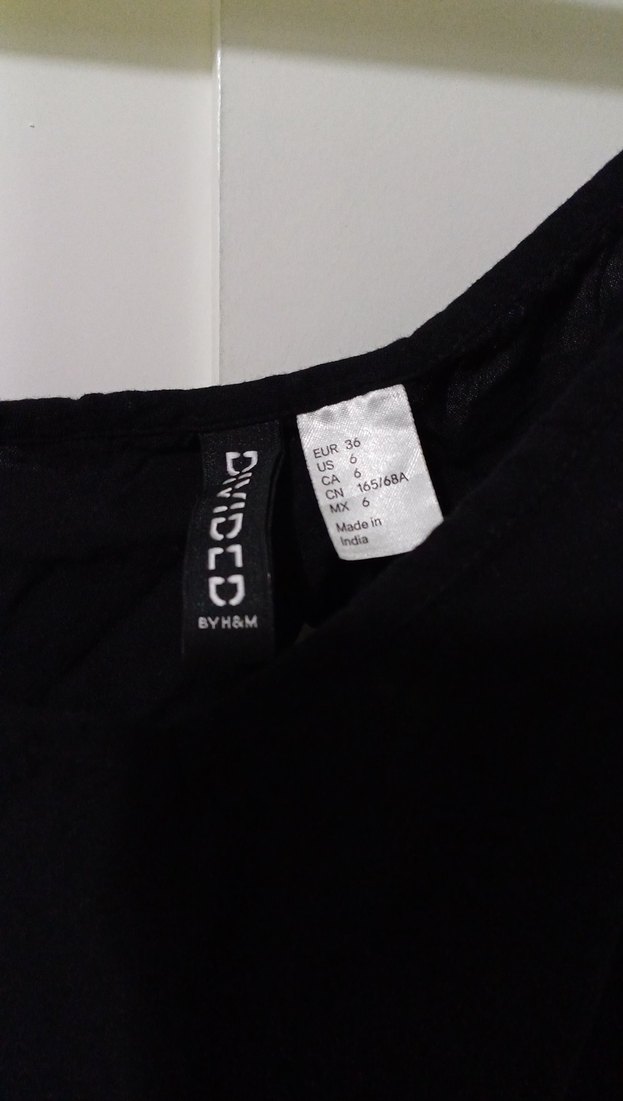 DIVIDED
BY H&M
EUR 36
US 6
CA 6
CN 165/68A
MX 6
Made in
India